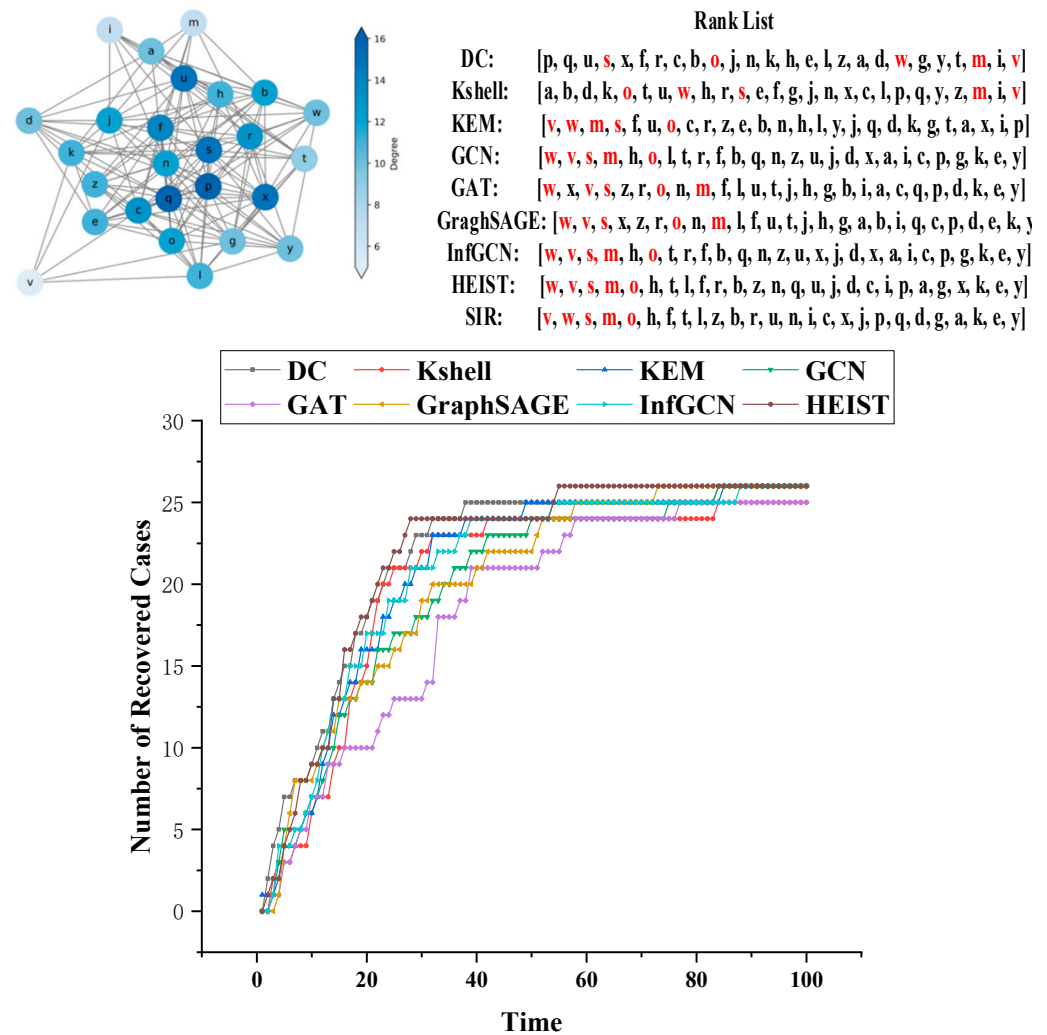 i
m
a
u
h
b
w
d
j
f
r
k
s
t
n
z
p
q
x
c
e
o
g
y
l
v
16
14
12
10
8
6
Degree
Rank List
DC: [p, q, u, s, x, f, r, c, b, o, j, n, k, h, e, l, z, a, d, w, g, y, t, m, i, v]
Kshell: [a, b, d, k, o, t, u, w, h, r, s, e, f, g, j, n, x, c, l, p, q, y, z, m, i, v]
KEM: [v, w, m, s, f, u, o, c, r, z, e, b, n, h, l, y, j, q, d, k, g, t, a, x, i, p]
GCN: [w, v, s, m, h, o, l, t, r, f, b, q, n, z, u, j, d, x, a, i, c, p, g, k, e, y]
GAT: [w, x, v, s, z, r, o, n, m, f, l, u, t, j, h, g, b, i, a, c, q, p, d, k, e, y]
GraghSAGE: [w, v, s, x, z, r, o, n, m, l, f, u, t, j, h, g, a, b, i, q, c, p, d, e, k, y
InfGCN: [w, v, s, m, h, o, t, r, f, b, q, n, z, u, x, j, d, x, a, i, c, p, g, k, e, y]
HEIST: [w, v, s, m, o, h, t, l, f, r, b, z, n, q, u, j, d, c, i, p, a, g, x, k, e, y]
SIR: [v, w, s, m, o, h, f, t, l, z, b, r, u, n, i, c, x, j, p, q, d, g, a, k, e, y]
DC Kshell KEM GCN
GAT GraphSAGE InfGCN HEIST
30
25
20
15
10
5
0
Number of Recovered Cases
0 20 40 60 80 100
Time